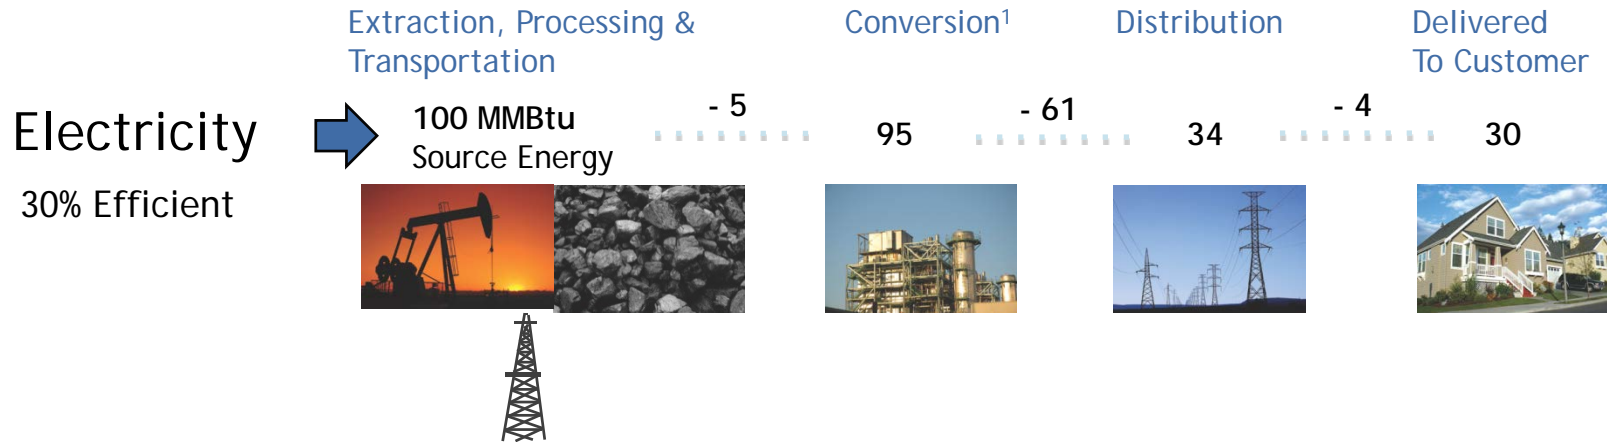 Extraction, Processing &
Transportation
Conversion¹
Distribution
Delivered
To Customer
Electricity
30% Efficient
100 MMBtu
Source Energy
- 5
95
- 61
34
- 4
30